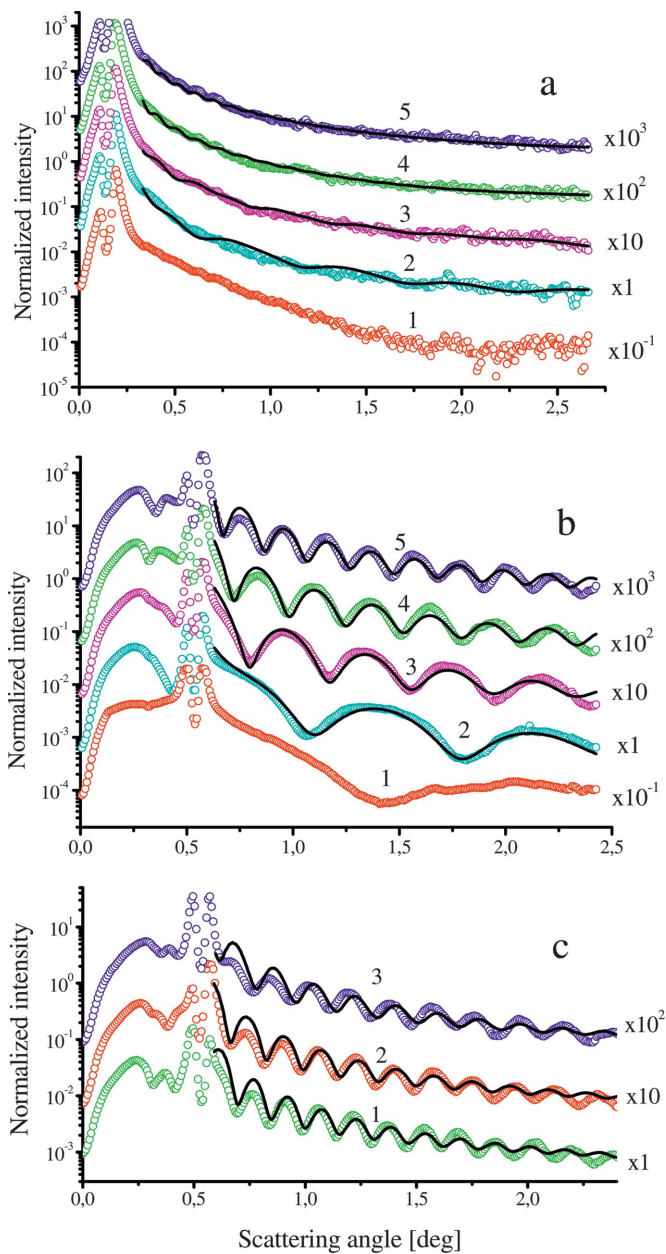 a
Normalized intensity
10³
10²
10¹
10⁰
10⁻¹
10⁻²
10⁻³
10⁻⁴
10⁻⁵
5
x10³
4
x10²
3
x10
2
x1
1
x10⁻¹
0,0 0,5 1,0 1,5 2,0 2,5
b
Normalized intensity
10²
10¹
10⁰
10⁻¹
10⁻²
10⁻³
10⁻⁴
5
x10³
4
x10²
3
x10
2
x1
1
x10⁻¹
0,0 0,5 1,0 1,5 2,0 2,5
c
Normalized intensity
10¹
10⁰
10⁻¹
10⁻²
10⁻³
3
x10²
2
x10
1
x1
0,0 0,5 1,0 1,5 2,0
Scattering angle [deg]